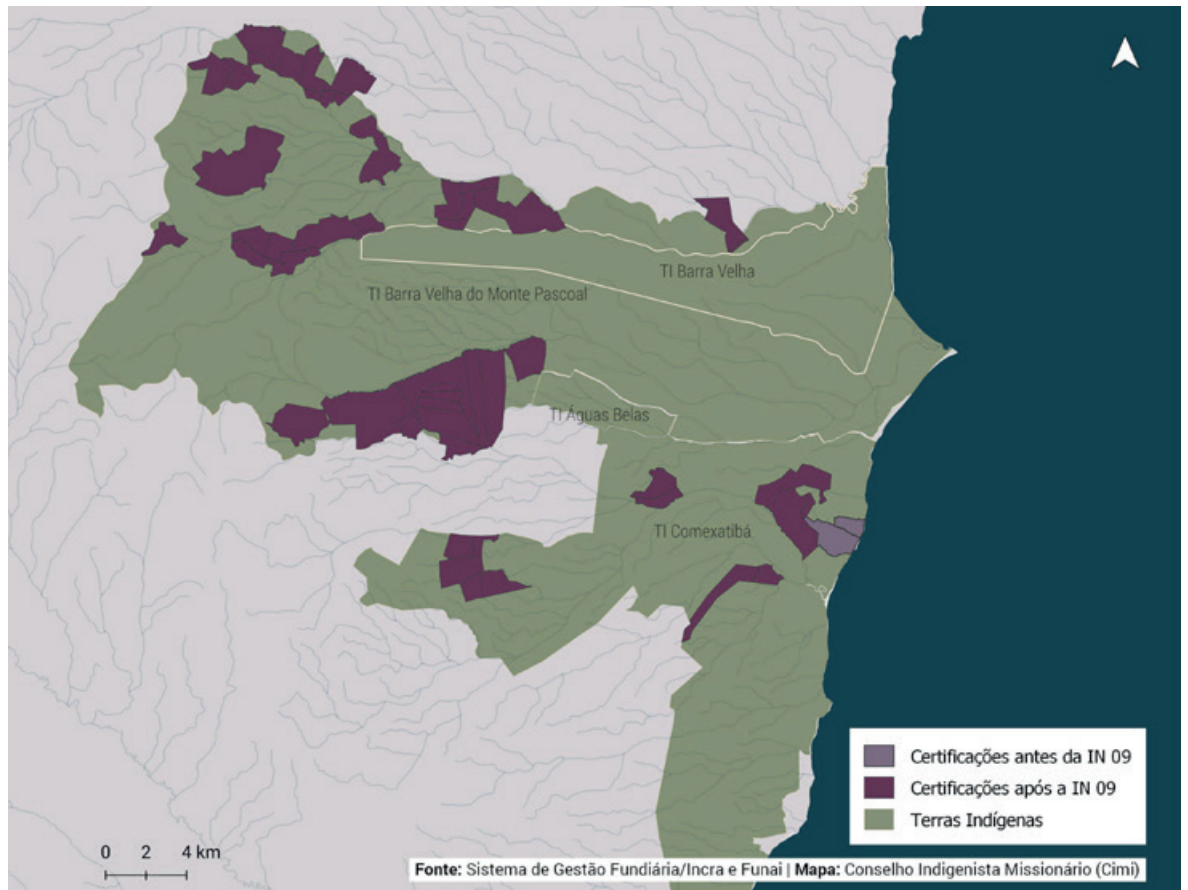 TI Barra Velha
TI Barra Velha do Monte Pascoal
TI Águas Belas
TI Comexatibá
Certificações antes da IN 09
Certificações após a IN 09
Terras Indígenas
0 2 4 km
Fonte: Sistema de Gestão Fundiária/Incra e Funai | Mapa: Conselho Indigenista Missionário (Cimi)